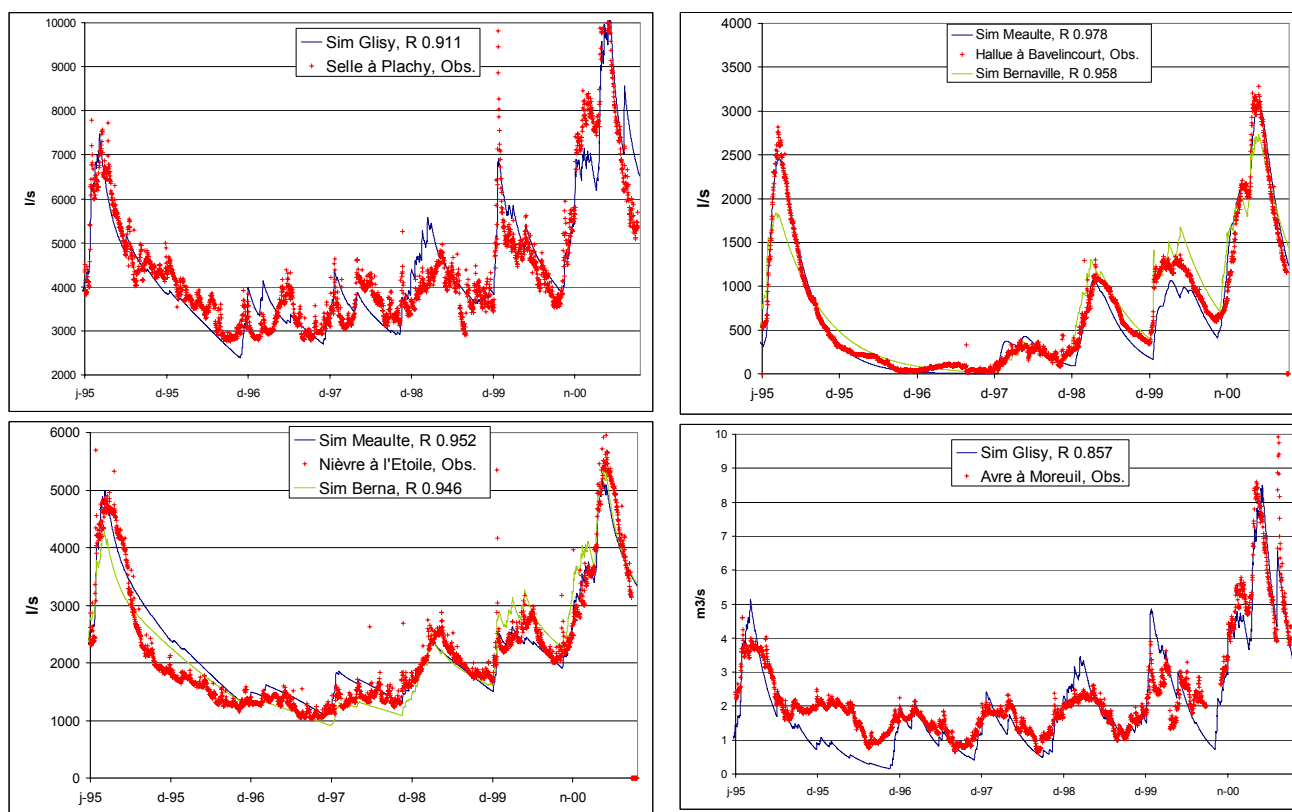 10000
9000
8000
7000
6000
5000
4000
3000
2000
l/s
Sim Glisy, R 0.911
Selle à Plachy, Obs.
j-95 d-95 d-96 d-97 d-98 d-99 n-00
4000
3500
3000
2500
2000
1500
1000
500
0
l/s
Sim Meaulte, R 0.978
Hallue à Bavelincourt, Obs.
Sim Bernaville, R 0.958
j-95 d-95 d-96 d-97 d-98 d-99 n-00
6000
5000
4000
3000
2000
1000
0
l/s
Sim Meaulte, R 0.952
Nièvre à l'Etoile, Obs.
Sim Berna, R 0.946
j-95 d-95 d-96 d-97 d-98 d-99 n-00
10
9
8
7
6
5
4
3
2
1
0
m3/s
Sim Glisy, R 0.857
Avre à Moreuil, Obs.
j-95 d-95 d-96 d-97 d-98 d-99 n-00